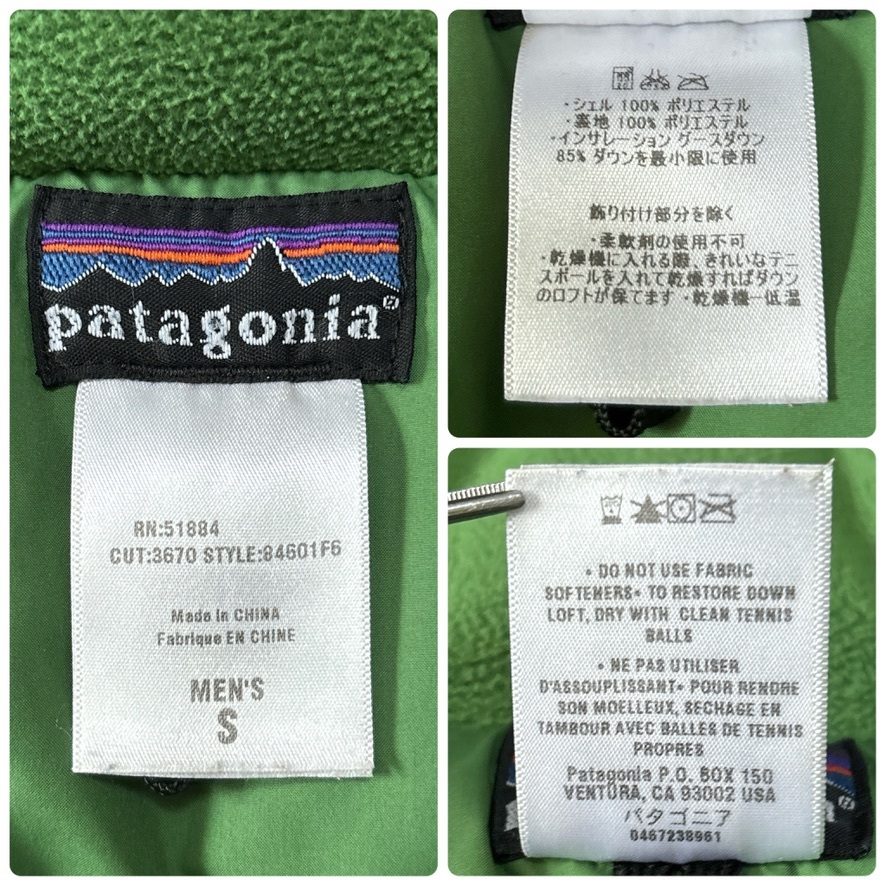 patagonia®
RN:51884
CUT:3670 STYLE:84601F6
Made in CHINA
Fabriqué EN CHINE
MEN'S
S
・シェル 100% ポリエステル
・裏地 100% ポリエステル
・インサレーション グースダウン
85% ダウンを最小限に使用
飾り付け部分を除く
・柔軟剤の使用不可
・乾燥機に入れる際、きれいなテニ
スボールを入れて乾燥すればダウン
のロフトが保てます ・乾燥機一低温
• DO NOT USE FABRIC
SOFTENERS• TO RESTORE DOWN
LOFT, DRY WITH CLEAN TENNIS
BALLS
• NE PAS UTILISER
D'ASSOUPLISSANT• POUR RENDRE
SON MOELLEUX, SECHAGE EN
TAMBOUR AVEC BALLES DE TENNIS
PROPRES
Patagonia P.O. BOX 150
VENTURA, CA 93002 USA
パタゴニア
0467238961